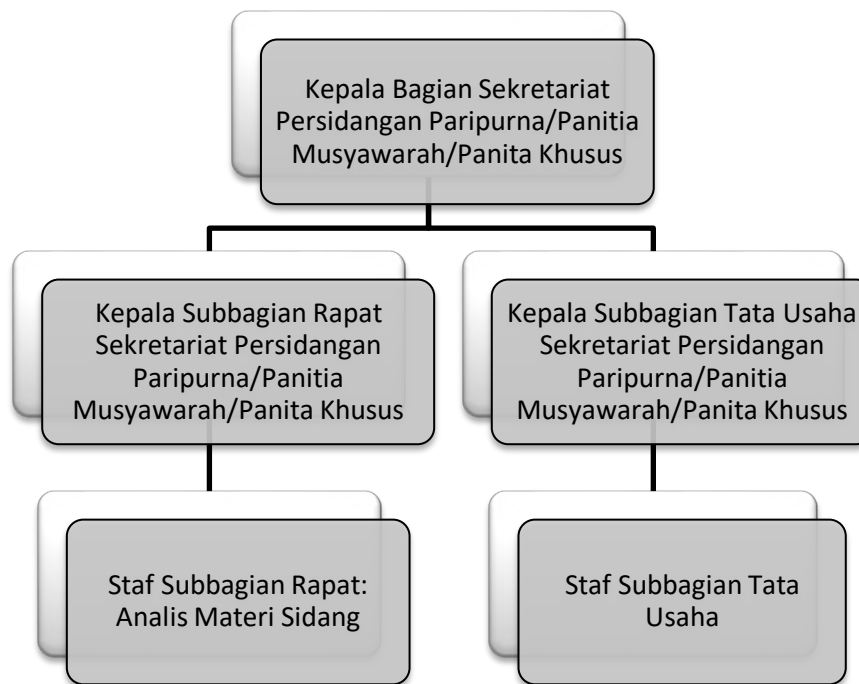 Kepala Bagian Sekretariat
Persidangan Paripurna/Panitia
Musyawarah/Panita Khusus
Kepala Subbagian Rapat
Sekretariat Persidangan
Paripurna/Panitia
Musyawarah/Panita Khusus
Kepala Subbagian Tata Usaha
Sekretariat Persidangan
Paripurna/Panitia
Musyawarah/Panita Khusus
Staf Subbagian Rapat:
Analis Materi Sidang
Staf Subbagian Tata
Usaha